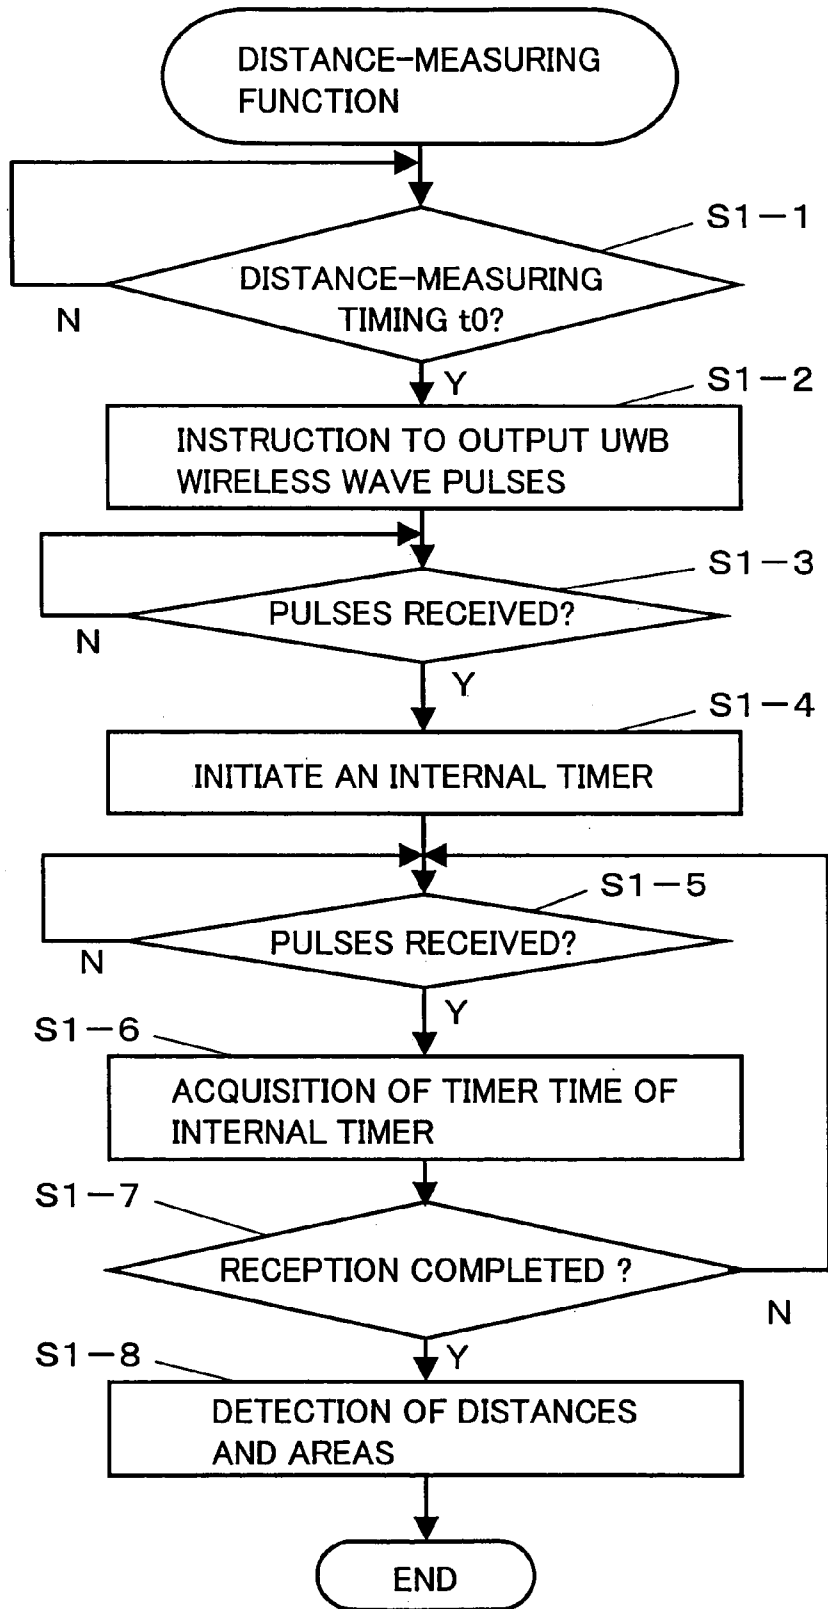 DISTANCE-MEASURING
FUNCTION
S1-1
DISTANCE-MEASURING
TIMING t0?
N
Y
S1-2
INSTRUCTION TO OUTPUT UWB
WIRELESS WAVE PULSES
S1-3
PULSES RECEIVED?
N
Y
S1-4
INITIATE AN INTERNAL TIMER
S1-5
PULSES RECEIVED?
N
Y
S1-6
ACQUISITION OF TIMER TIME OF
INTERNAL TIMER
S1-7
RECEPTION COMPLETED ?
N
Y
S1-8
DETECTION OF DISTANCES
AND AREAS
END